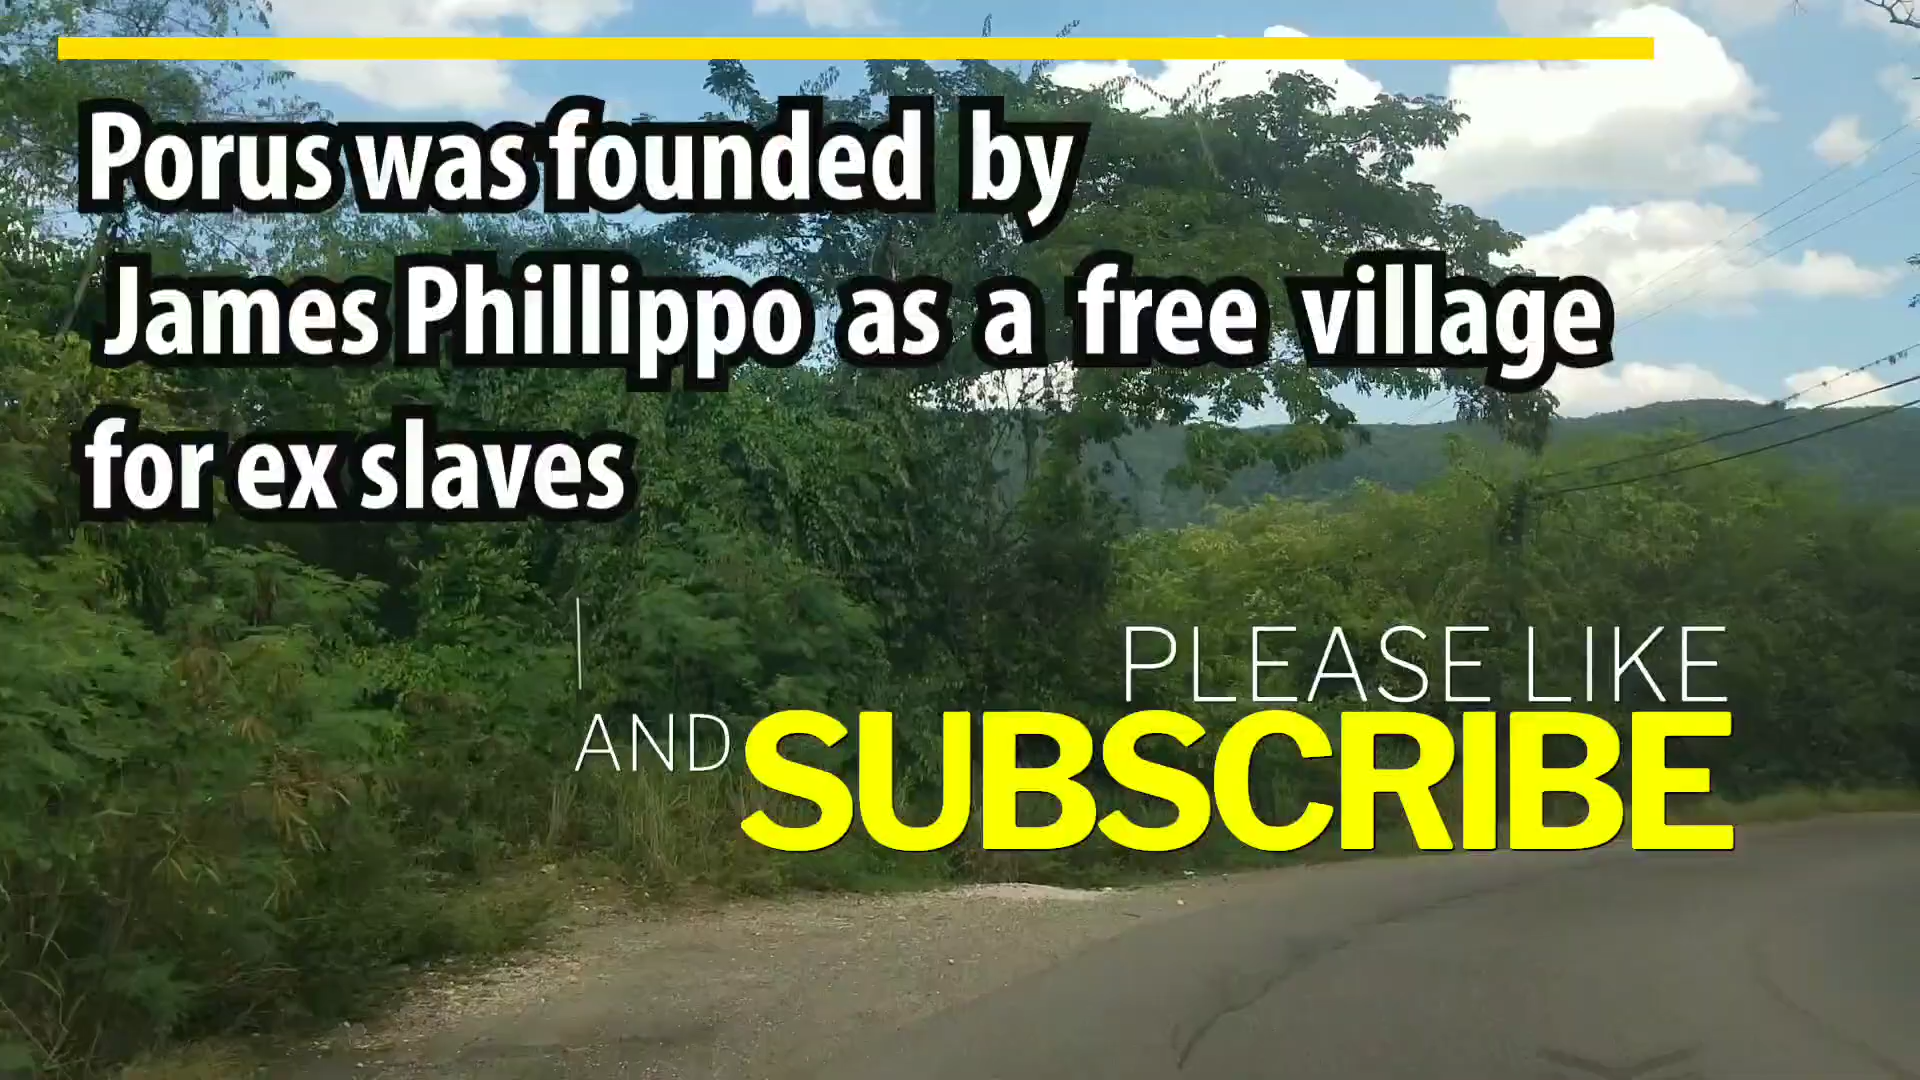 Porus was founded by
James Phillippo as a free village
for ex slaves
PLEASE LIKE
AND SUBSCRIBE